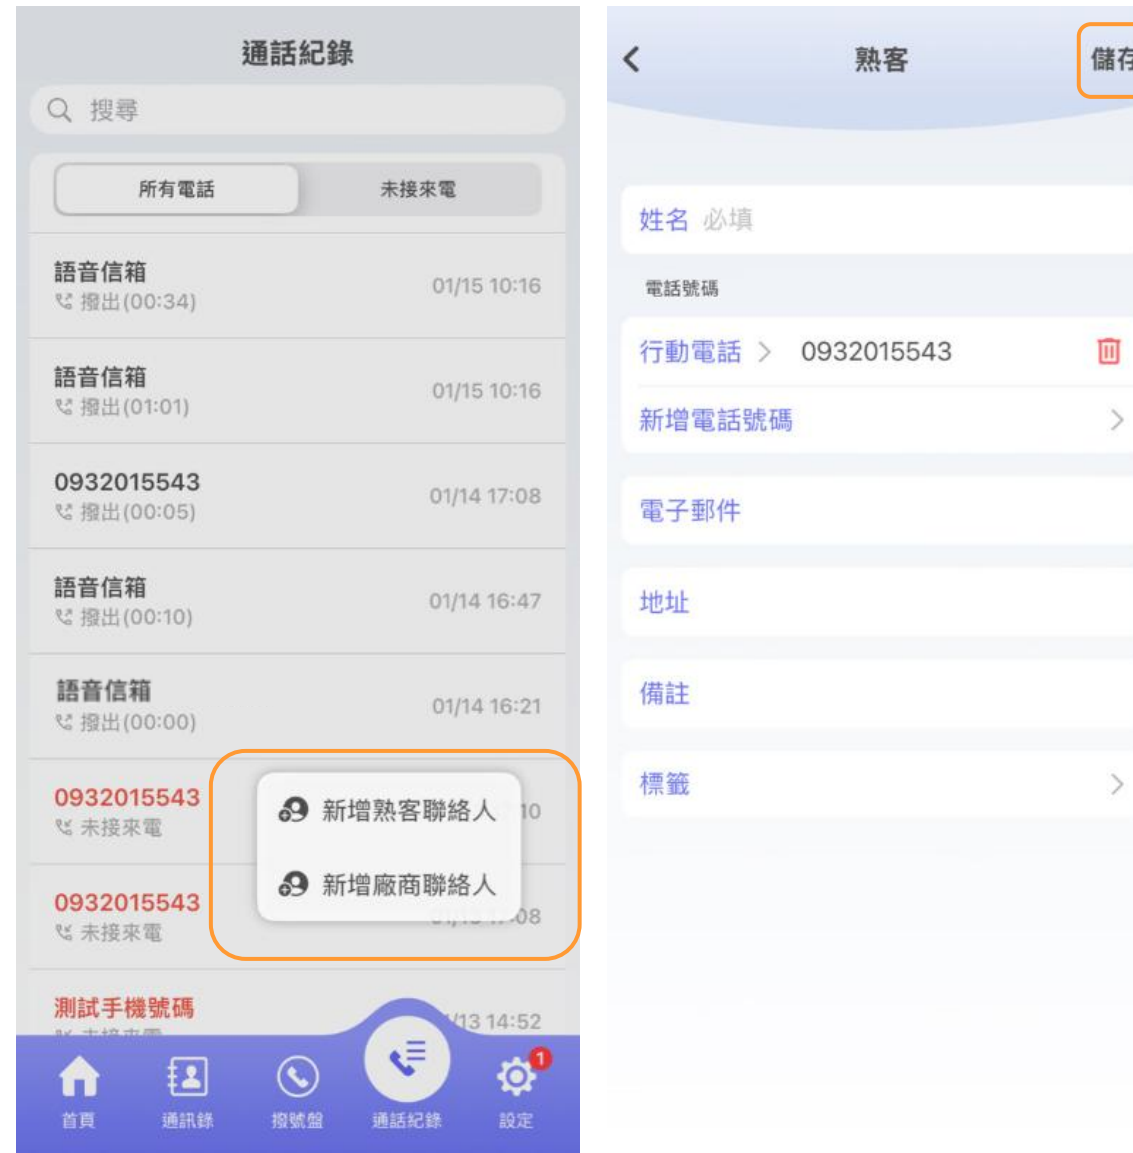 通話紀錄
搜尋
所有電話 未接來電
語音信箱
撥出(00:34)
01/15 10:16
語音信箱
撥出(01:01)
01/15 10:16
0932015543
撥出(00:05)
01/14 17:08
語音信箱
撥出(00:10)
01/14 16:47
語音信箱
撥出(00:00)
01/14 16:21
0932015543
未接來電
10
新增熟客聯絡人
新增廠商聯絡人
0932015543
未接來電
08
測試手機號碼
/13 14:52
1
首頁 通訊錄 撥號盤 通話紀錄 設定
熟客
儲存
姓名 必填
電話號碼
行動電話 > 0932015543
新增電話號碼 >
電子郵件
地址
備註
標籤 >